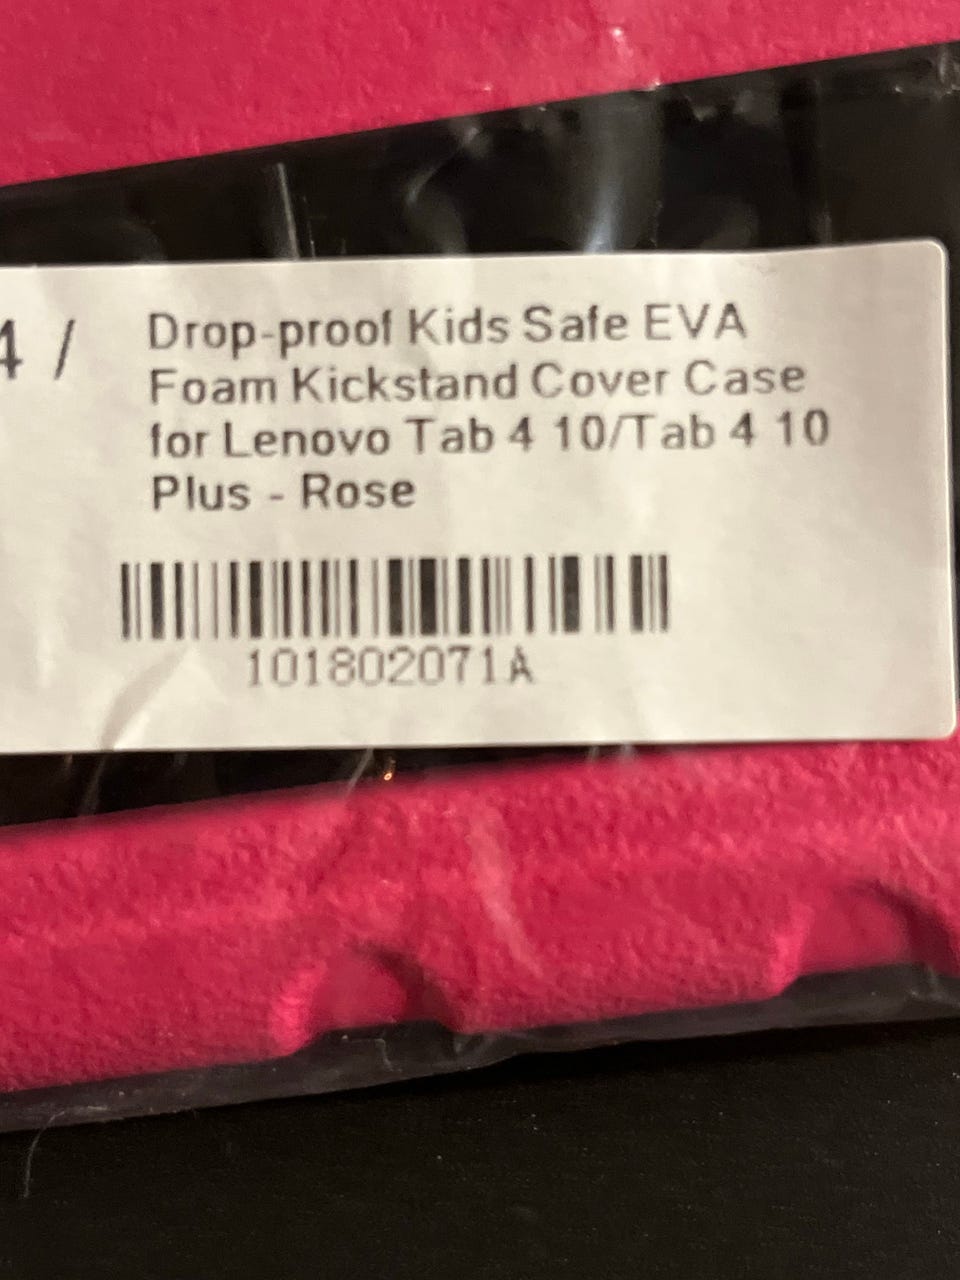 4 /
Drop-proof Kids Safe EVA
Foam Kickstand Cover Case
for Lenovo Tab 4 10/Tab 4 10
Plus - Rose
101802071A